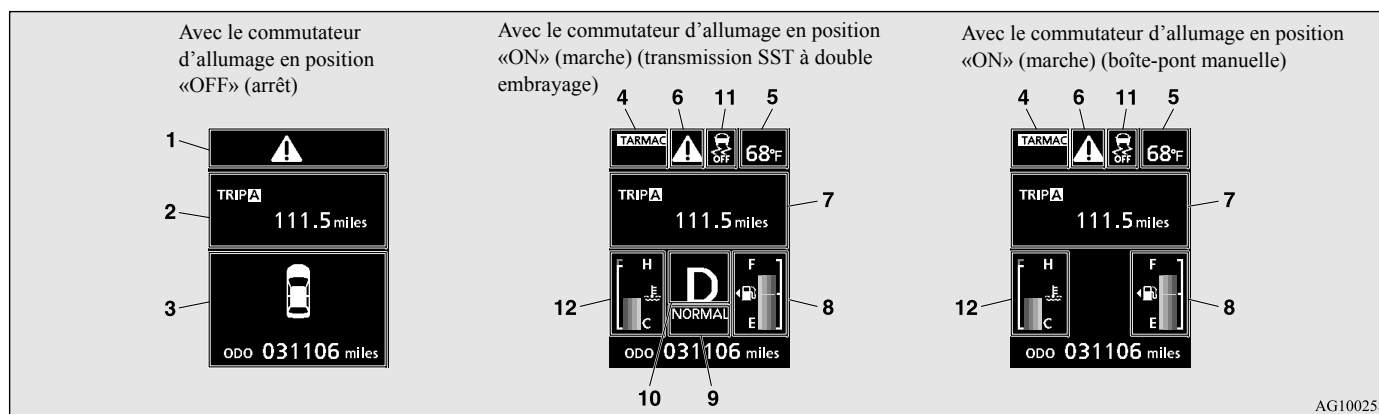 Avec le commutateur
d’allumage en position
«OFF» (arrêt)
1
2
TRIP A
111.5 miles
3
ODO 031106 miles
Avec le commutateur d’allumage en position
«ON» (marche) (transmission SST à double
embrayage)
4 6 11 5
TARMAC OFF 68°F
TRIP A
111.5 miles
7
F H D F
12 8
C NORMAL E
ODO 031106 miles
10 9
Avec le commutateur d’allumage en position
«ON» (marche) (boîte-pont manuelle)
4 6 11 5
TARMAC OFF 68°F
TRIP A
111.5 miles
7
F H F
12 8
C E
ODO 031106 miles
AG10025